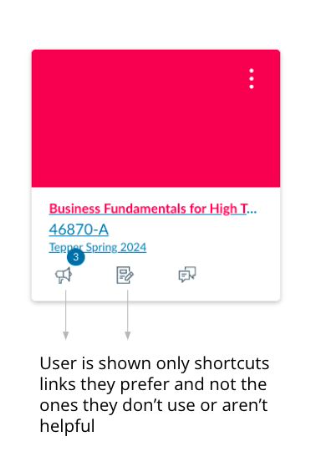 Business Fundamentals for High T...
46870-A
Tepper Spring 2024
3
User is shown only shortcuts
links they prefer and not the
ones they don't use or aren't
helpful